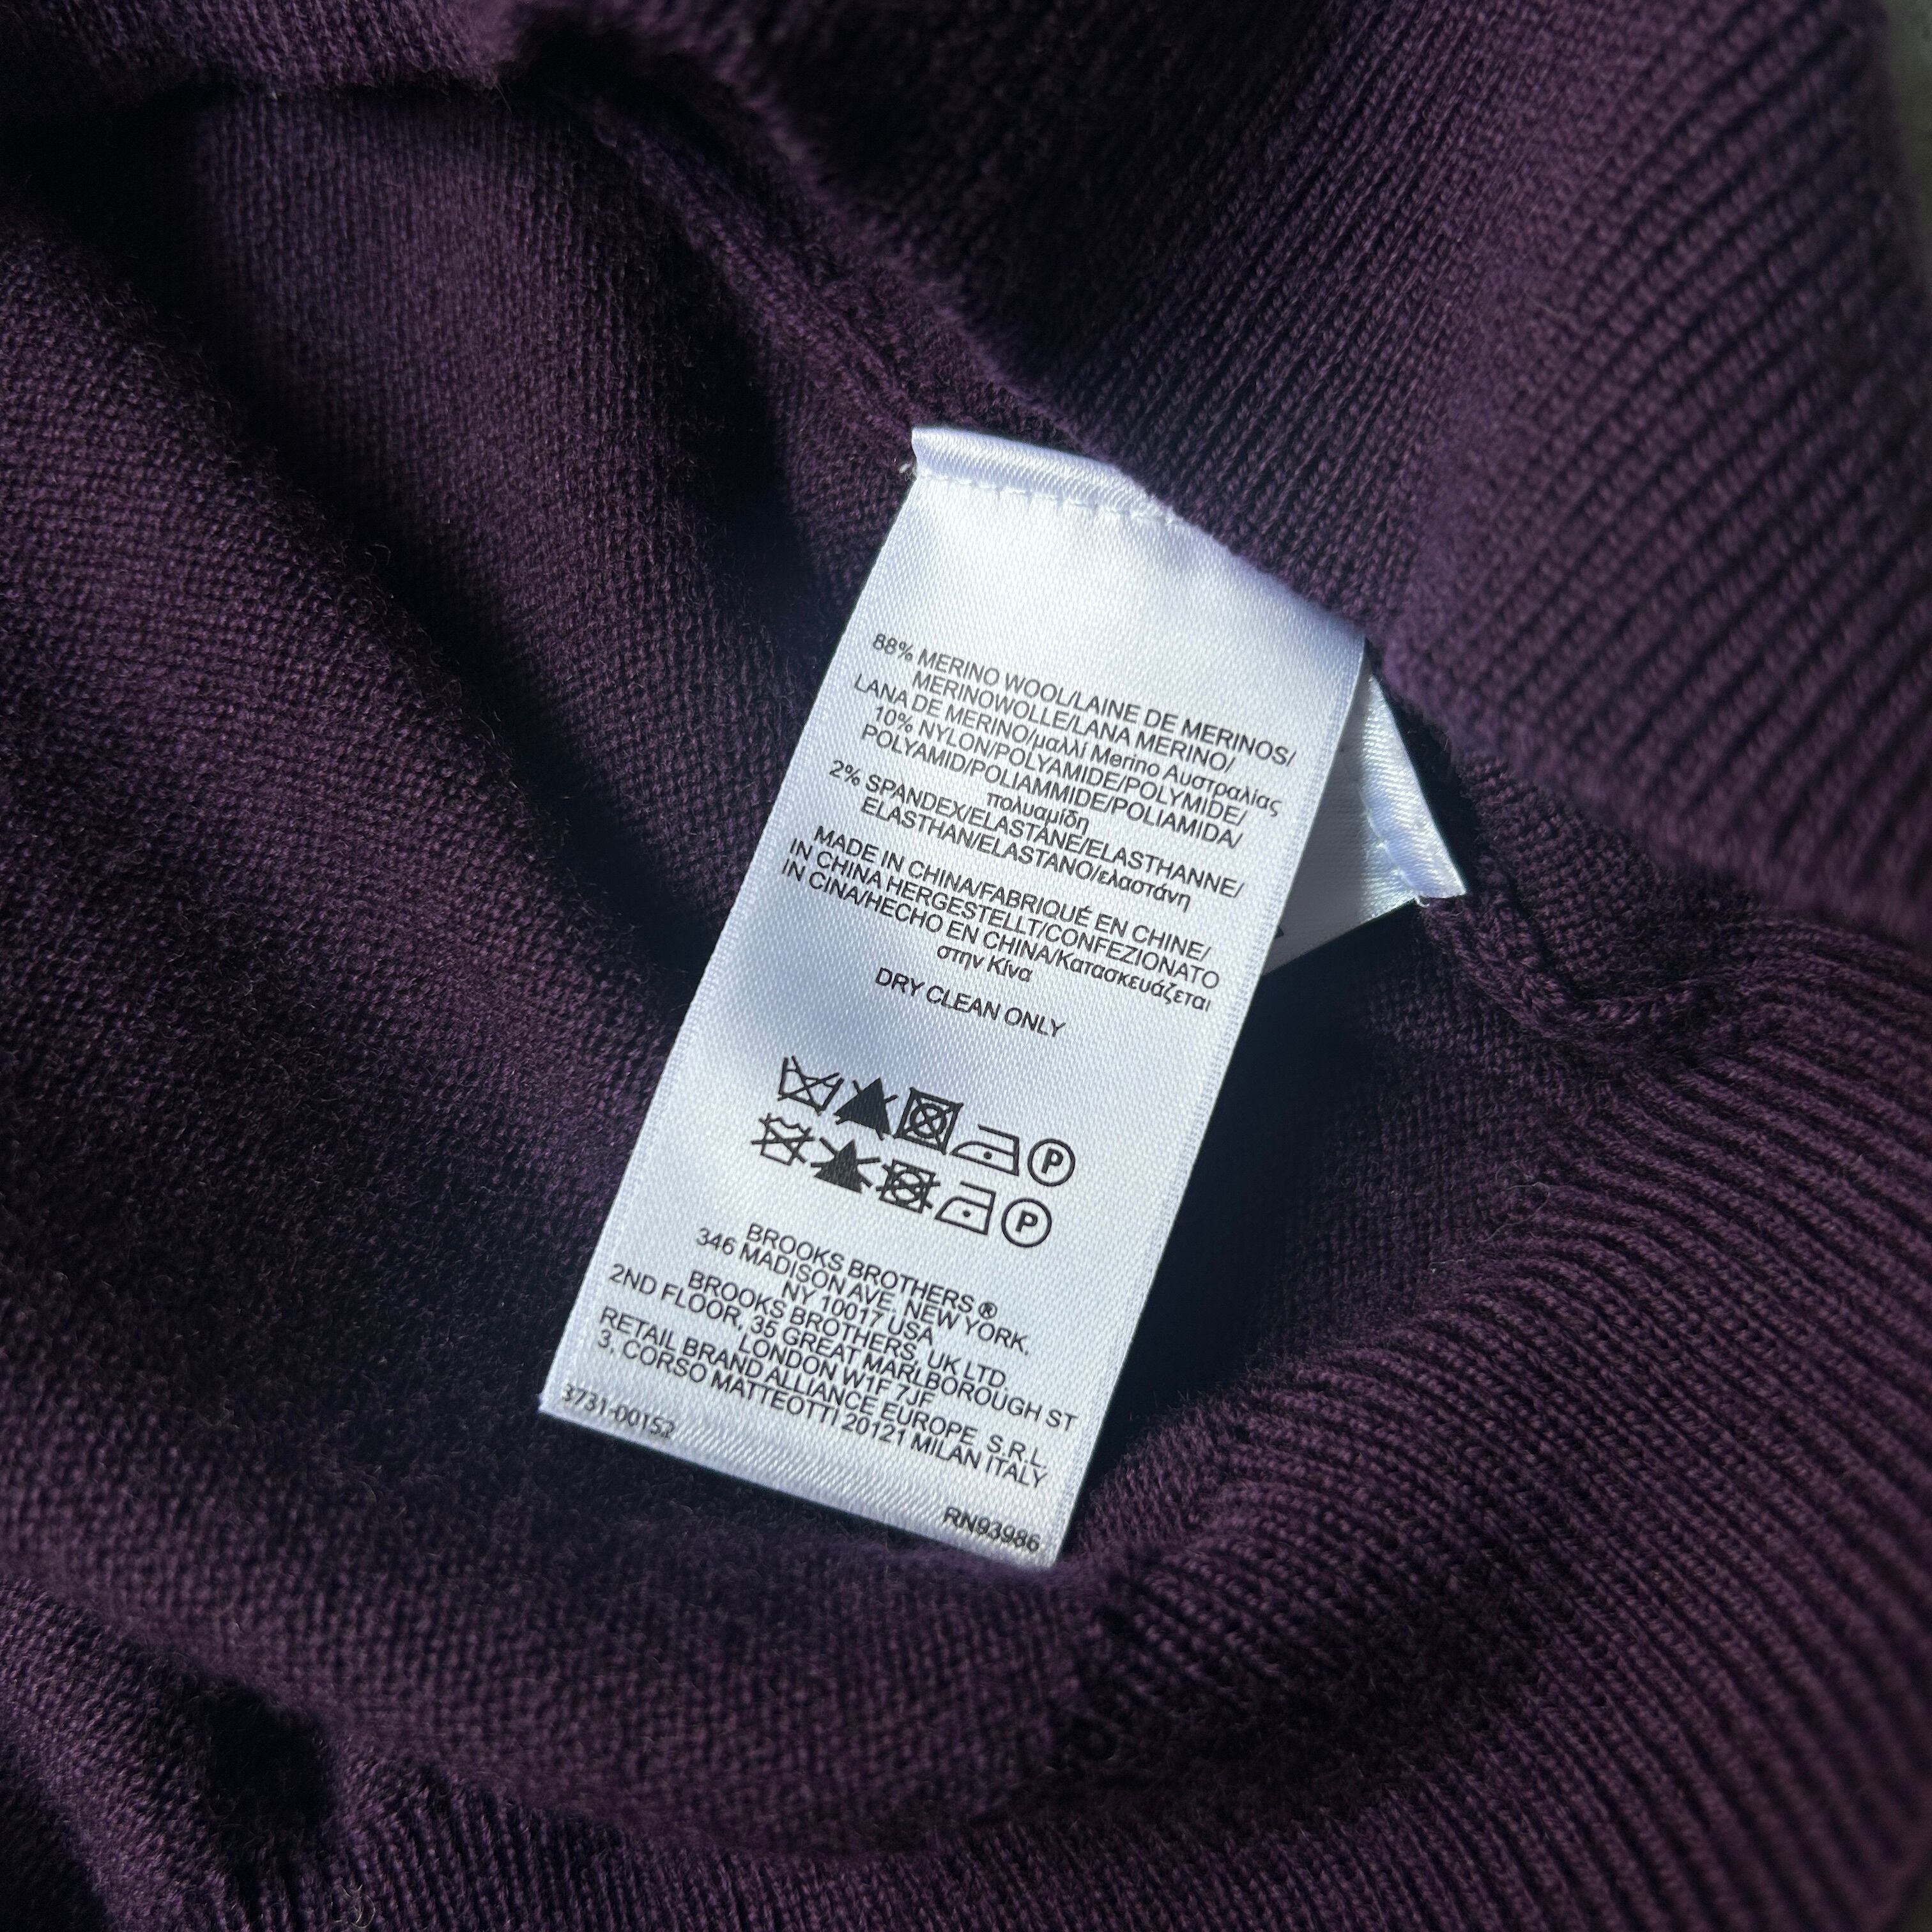 88% MERINO WOOL/LAINE DE MERINOS/
MERINOWOLLE/LANA MERINO/
LANA DE MERINO/μαλλί Merino Αυστραλίας
10% NYLON/POLYAMIDE/POLYMIDE/
POLYAMID/POLIAMMIDE/POLIAMIDA/
πολυαμίδη
2% SPANDEX/ELASTANE/ELASTHANNE/
ELASTHAN/ELASTANO/ελαστάνη
MADE IN CHINA/FABRIQUÉ EN CHINE/
IN CHINA HERGESTELLT/CONFEZIONATO
IN CINA/HECHO EN CHINA/Κατασκευάζεται
στην Κίνα
DRY CLEAN ONLY
P
P
BROOKS BROTHERS ®
346 MADISON AVE. NEW YORK.
NY 10017 USA
BROOKS BROTHERS, UK LTD.
2ND FLOOR, 35 GREAT MARLBOROUGH ST
LONDON W1F 7JF
RETAIL BRAND ALLIANCE EUROPE, S.R.L.
3, CORSO MATTEOTTI 20121 MILAN ITALY
3731-00152
RN93986